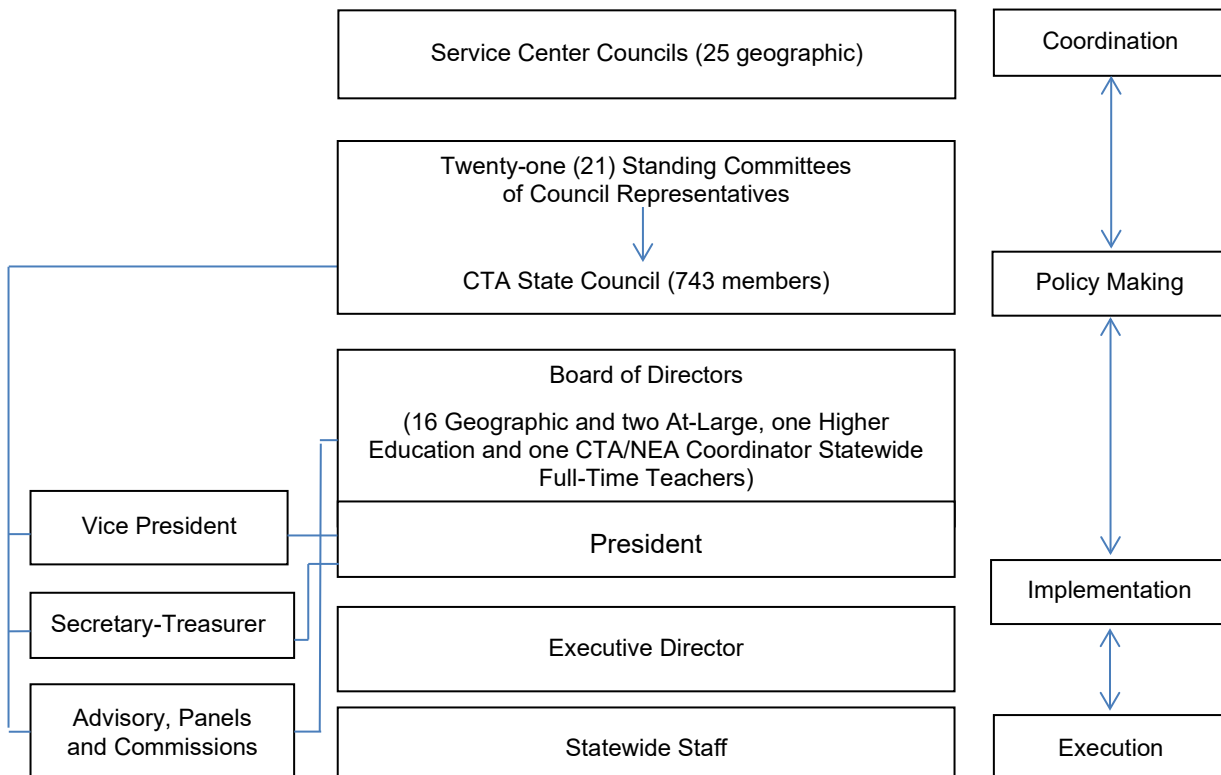 Service Center Councils (25 geographic)
Coordination
Twenty-one (21) Standing Committees
of Council Representatives
CTA State Council (743 members)
Policy Making
Board of Directors
(16 Geographic and two At-Large, one Higher
Education and one CTA/NEA Coordinator Statewide
Full-Time Teachers)
Vice President
President
Implementation
Secretary-Treasurer
Executive Director
Advisory, Panels
and Commissions
Statewide Staff
Execution